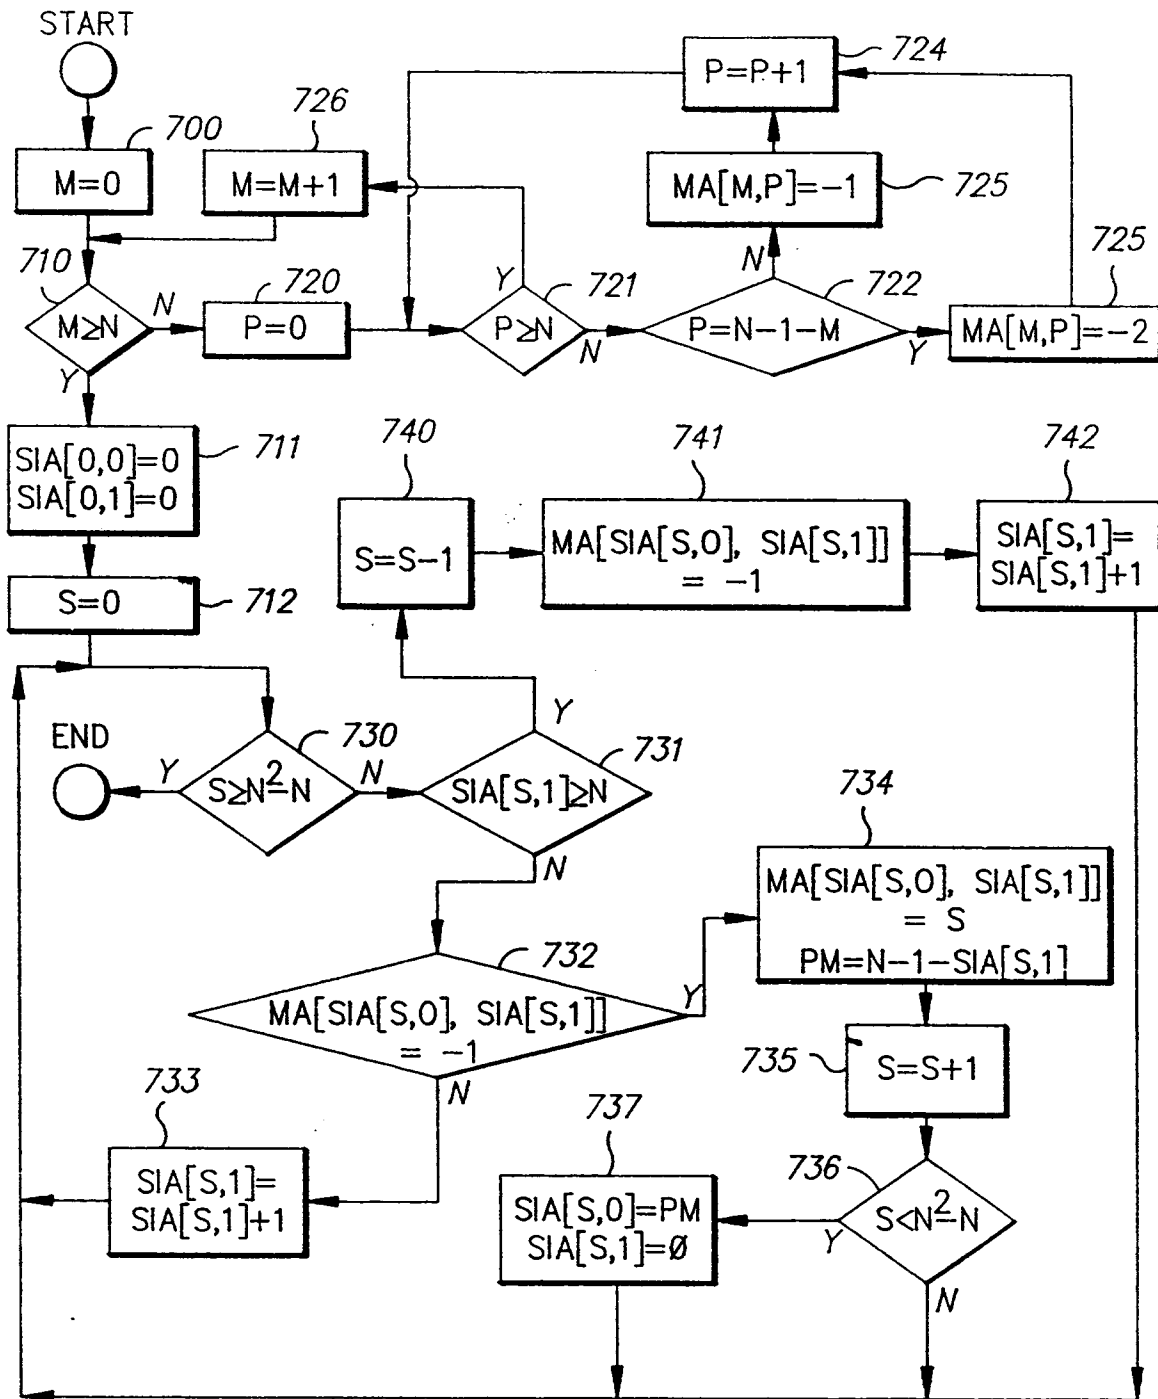 START
700
M=0
726
M=M+1
724
P=P+1
MA[M,P]=-1
725
710
M≥N
N
Y
720
P=0
Y
721
P≥N
N
N
722
P=N-1-M
Y
725
MA[M,P]=-2
SIA[0,0]=0
SIA[0,1]=0
711
S=0
712
740
S=S-1
741
MA[SIA[S,0], SIA[S,1]]
= -1
742
SIA[S,1]=
SIA[S,1]+1
END
Y
730
S≥N²-N
N
Y
731
SIA[S,1]≥N
N
732
MA[SIA[S,0], SIA[S,1]]
= -1
Y
N
734
MA[SIA[S,0], SIA[S,1]]
= S
PM=N-1-SIA[S,1]
735
S=S+1
733
SIA[S,1]=
SIA[S,1]+1
737
SIA[S,0]=PM
SIA[S,1]=Ø
736
S<N²-N
Y
N